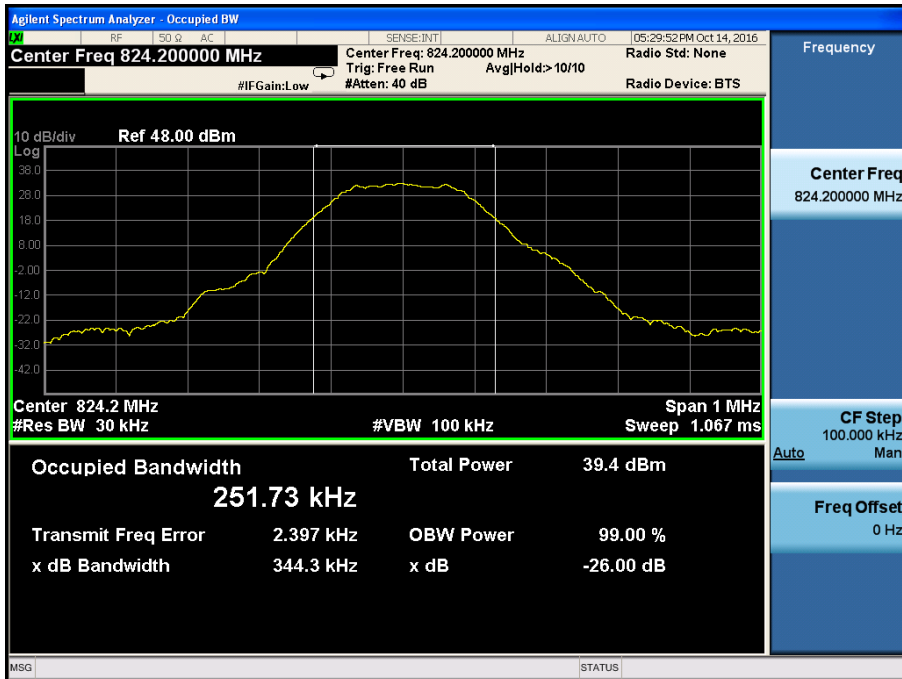 Agilent Spectrum Analyzer - Occupied BW
LXI RF 50 Ω AC SENSE:INT ALIGN AUTO 05:29:52 PM Oct 14, 2016
Center Freq 824.200000 MHz
Center Freq: 824.200000 MHz
Radio Std: None
Trig: Free Run Avg|Hold:> 10/10
#IFGain:Low
#Atten: 40 dB
Radio Device: BTS
10 dB/div Ref 48.00 dBm
Log
38.0
28.0
18.0
8.00
-2.00
-12.0
-22.0
-32.0
-42.0
Center 824.2 MHz Span 1 MHz
#Res BW 30 kHz #VBW 100 kHz Sweep 1.067 ms
Occupied Bandwidth Total Power 39.4 dBm
251.73 kHz
Transmit Freq Error 2.397 kHz OBW Power 99.00 %
x dB Bandwidth 344.3 kHz x dB -26.00 dB
MSG STATUS
Frequency
Center Freq
824.200000 MHz
CF Step
100.000 kHz
Auto Man
Freq Offset
0 Hz